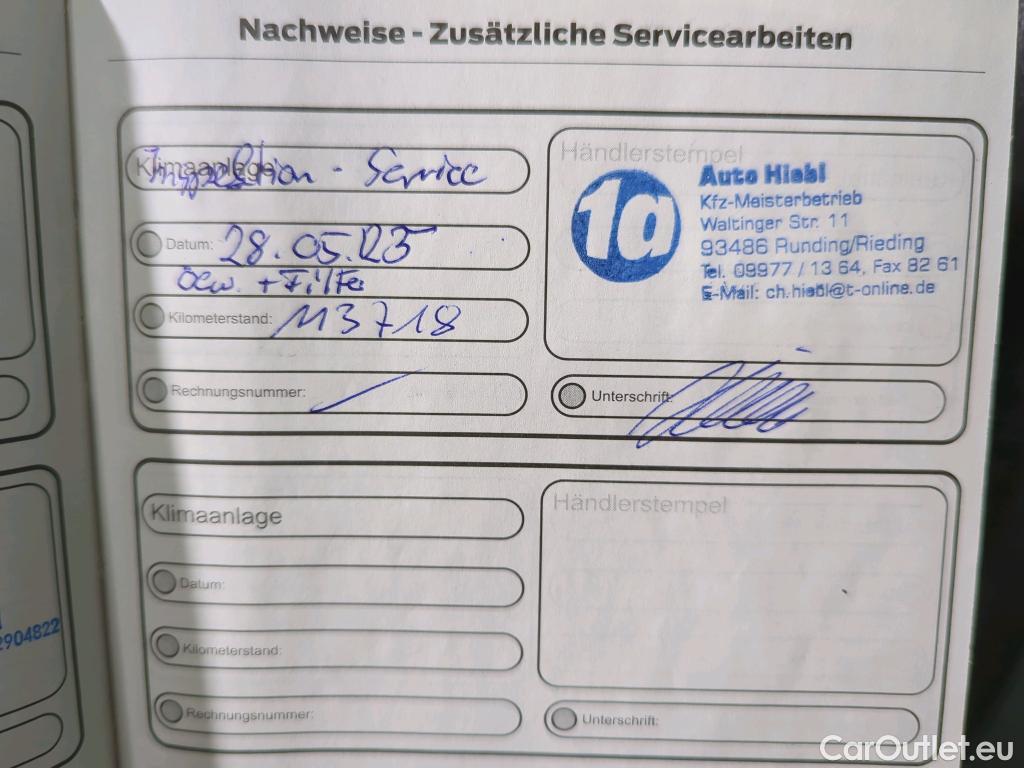 Nachweise - Zusätzliche Servicearbeiten
Klimaanlage
Inspektion - Service
Händlerstempel
1a
Auto Hiebl
Kfz-Meisterbetrieb
Waltinger Str. 11
93486 Runding/Rieding
Tel. 09977 / 13 64, Fax 82 61
E-Mail: ch.hiebl@t-online.de
Datum: 28.05.
Öew. + Filter
Kilometerstand: 113718
Rechnungsnummer:
Unterschrift:
Klimaanlage
Händlerstempel
Datum:
Kilometerstand:
Rechnungsnummer:
Unterschrift:
2904822
CarOutlet.eu